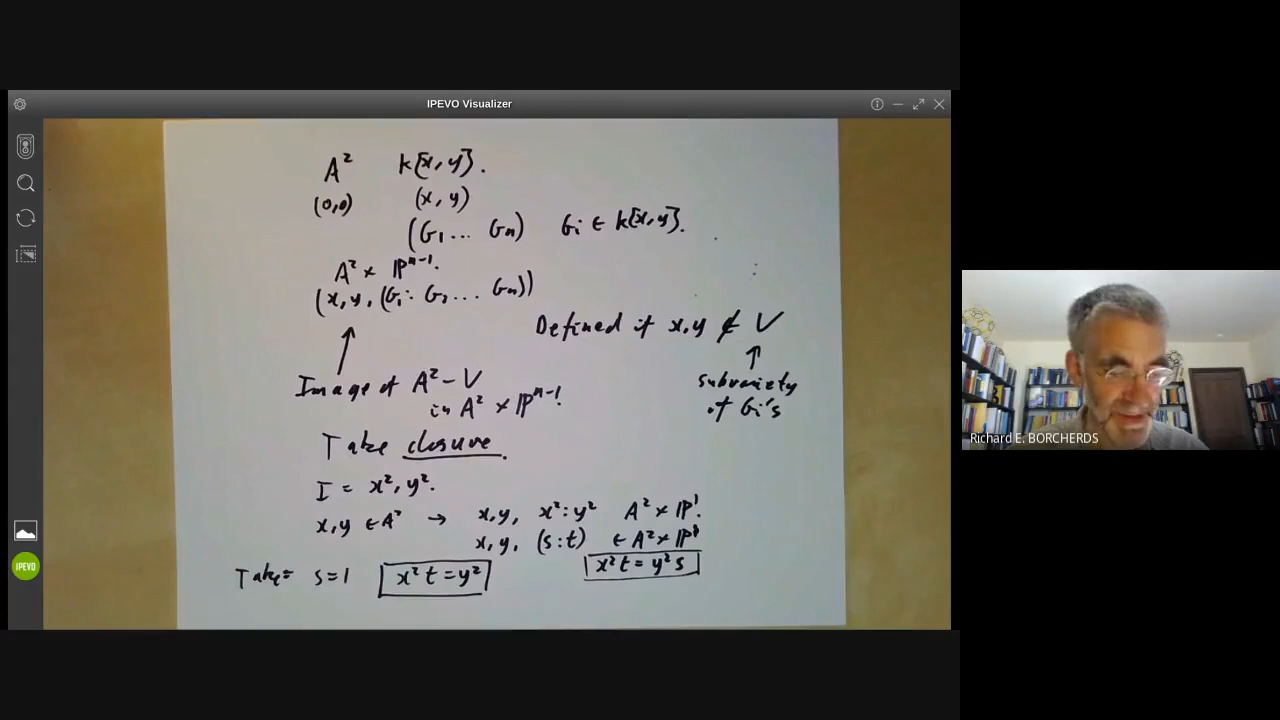 IPEVO Visualizer
A² k[x,y].
(0,0) (x,y)
(G₁ ... Gₙ) Gᵢ ∈ k[x,y].
A² × ℙⁿ⁻¹.
(x,y, (G₁: G₂ ... Gₙ))
Defined if x,y ∉ V
Image of A² - V
in A² × ℙⁿ⁻¹
subvariety
of Gᵢ's
Take closure.
I = x², y².
x,y ∈ A² → x,y, x²:y² A² × ℙ¹.
x,y, (s:t) ∈ A² × ℙ¹
x²t = y²s
Take s=1 x²t = y²
IPEVO
Richard E. BORCHERDS